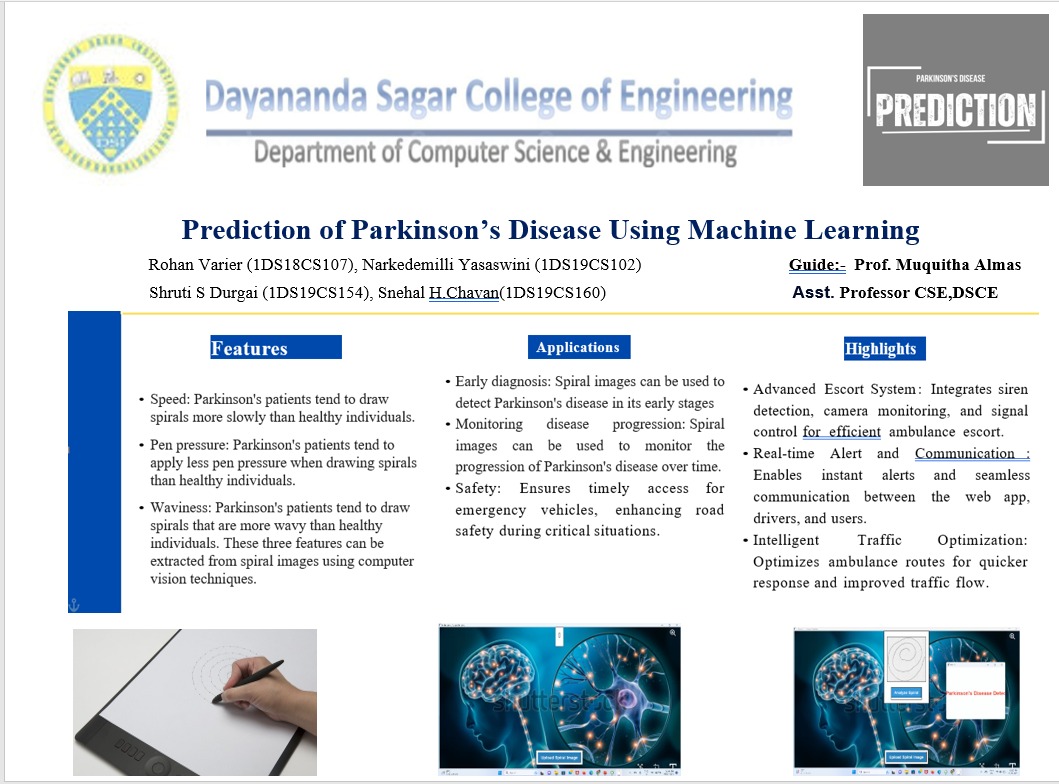 DAYANANDA SAGAR INSTITUTIONS
DSI
Dayananda Sagar College of Engineering
Department of Computer Science & Engineering
PARKINSON'S DISEASE
PREDICTION
Prediction of Parkinson’s Disease Using Machine Learning
Rohan Varier (1DS18CS107), Narkedemilli Yasaswini (1DS19CS102)
Shruti S Durgai (1DS19CS154), Snehal H.Chavan(1DS19CS160)
Guide:- Prof. Muquitha Almas
Asst. Professor CSE,DSCE
Features
• Speed: Parkinson's patients tend to draw
spirals more slowly than healthy individuals.
• Pen pressure: Parkinson's patients tend to
apply less pen pressure when drawing spirals
than healthy individuals.
• Waviness: Parkinson's patients tend to draw
spirals that are more wavy than healthy
individuals. These three features can be
extracted from spiral images using computer
vision techniques.
Applications
• Early diagnosis: Spiral images can be used to
detect Parkinson's disease in its early stages
• Monitoring disease progression: Spiral
images can be used to monitor the
progression of Parkinson's disease over time.
• Safety: Ensures timely access for
emergency vehicles, enhancing road
safety during critical situations.
Highlights
• Advanced Escort System: Integrates siren
detection, camera monitoring, and signal
control for efficient ambulance escort.
• Real-time Alert and Communication :
Enables instant alerts and seamless
communication between the web app,
drivers, and users.
• Intelligent Traffic Optimization:
Optimizes ambulance routes for quicker
response and improved traffic flow.
shutterstock
Upload Spiral Image
Analyze Spiral
Parkinson's Disease Detec
Upload Spiral Image